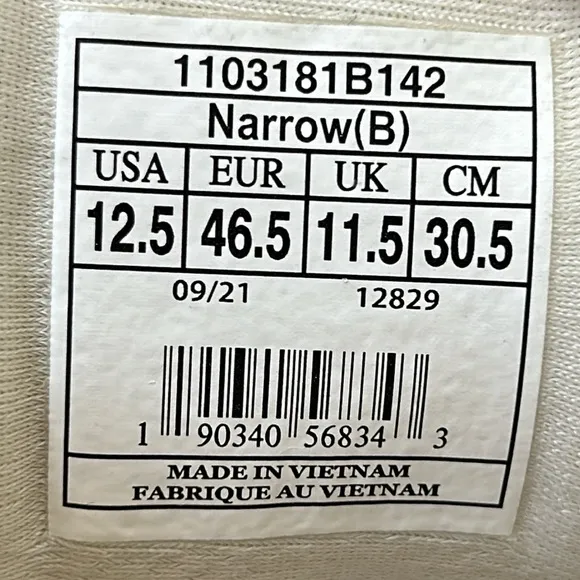 1103181B142
Narrow(B)
USA EUR UK CM
12.5 46.5 11.5 30.5
09/21 12829
1 90340 56834 3
MADE IN VIETNAM
FABRIQUE AU VIETNAM